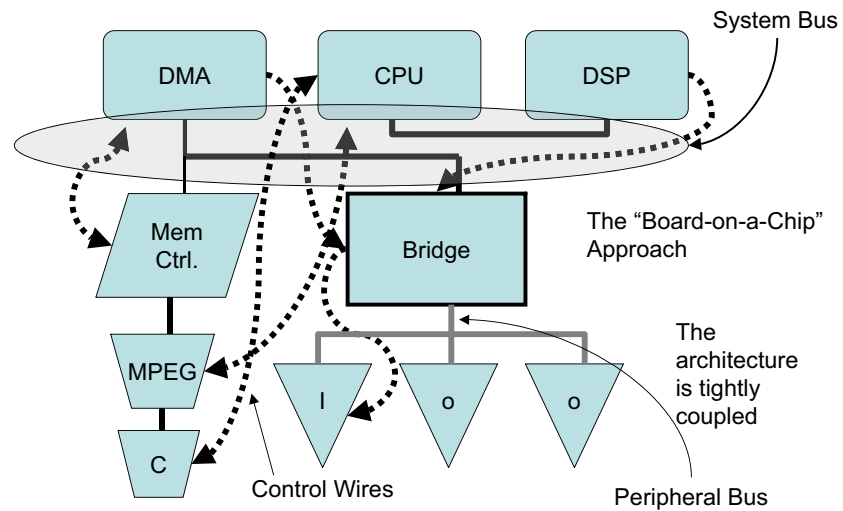 System Bus
DMA
CPU
DSP
Mem
Ctrl.
Bridge
The “Board-on-a-Chip”
Approach
MPEG
The
architecture
is tightly
coupled
I
o
o
C
Control Wires
Peripheral Bus